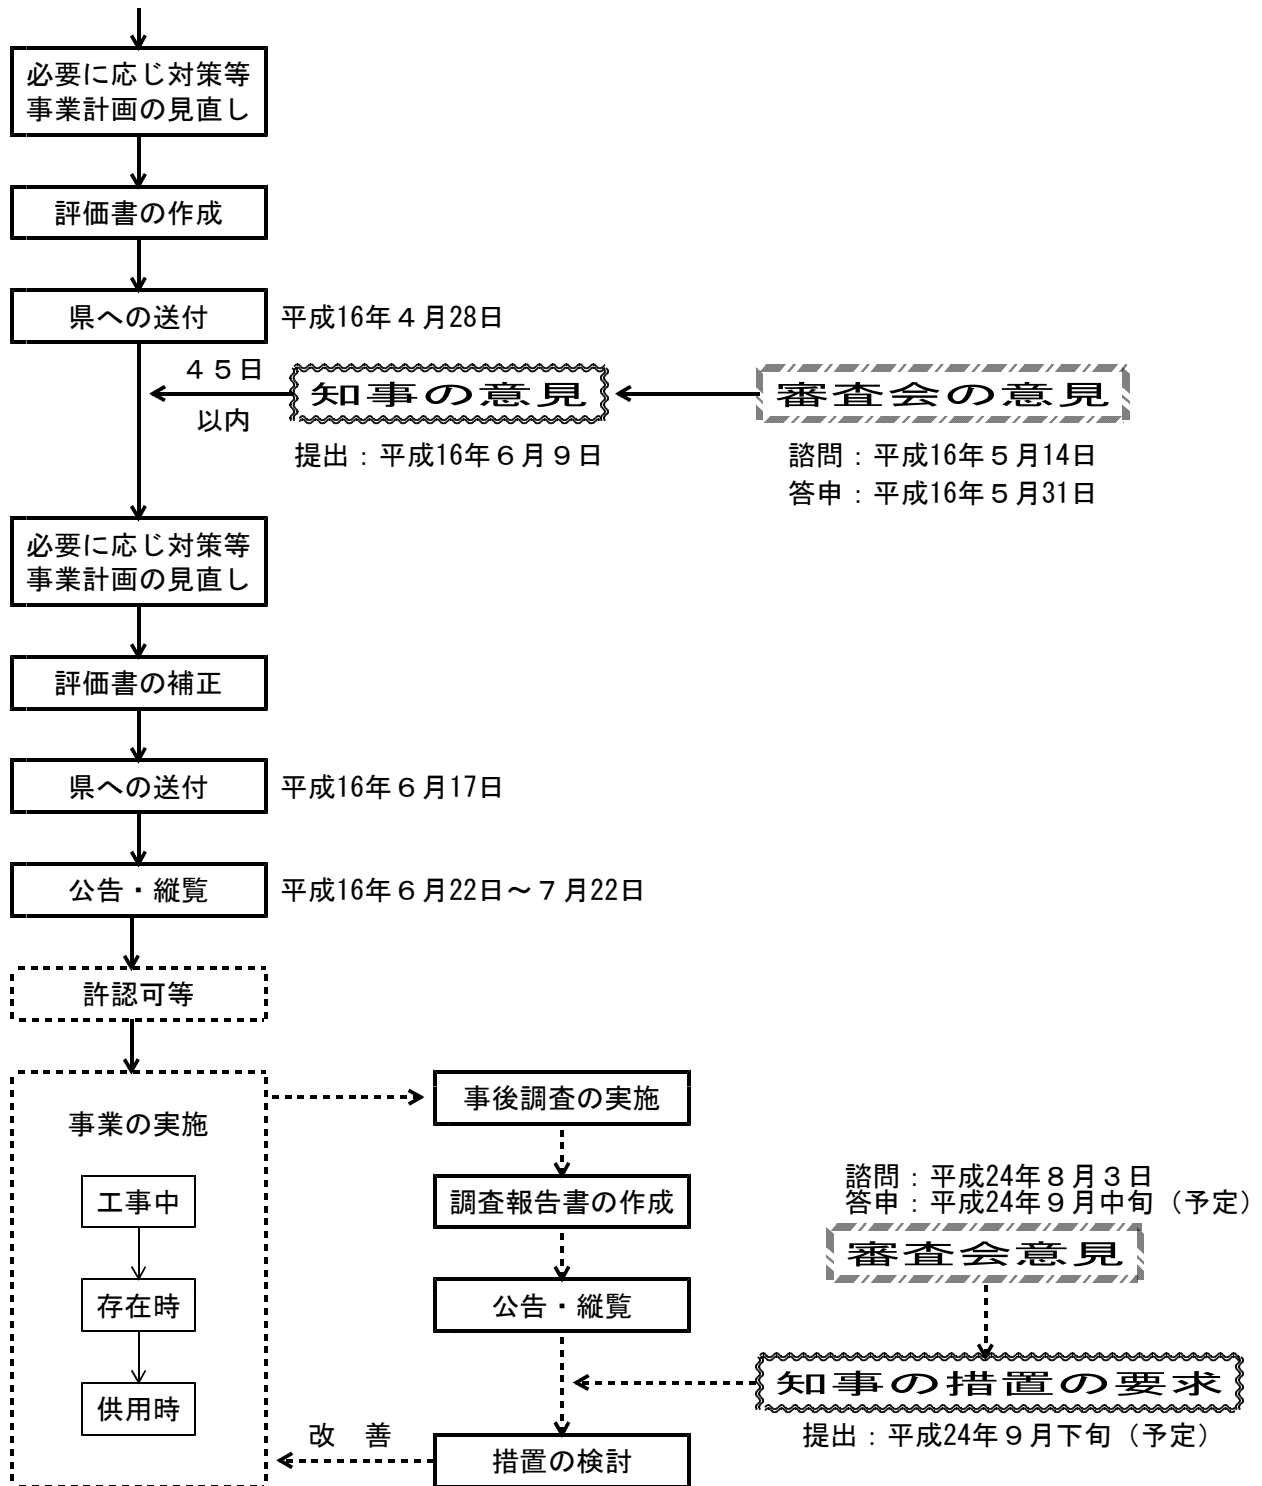 必要に応じ対策等
事業計画の見直し
評価書の作成
県への送付
平成16年４月28日
４５日
以内
知事の意見
審査会の意見
提出：平成16年６月９日
諮問：平成16年５月14日
答申：平成16年５月31日
必要に応じ対策等
事業計画の見直し
評価書の補正
県への送付
平成16年６月17日
公告・縦覧
平成16年６月22日～７月22日
許認可等
事業の実施
工事中
存在時
供用時
事後調査の実施
調査報告書の作成
公告・縦覧
諮問：平成24年８月３日
答申：平成24年９月中旬（予定）
審査会意見
知事の措置の要求
提出：平成24年９月下旬（予定）
改　善
措置の検討